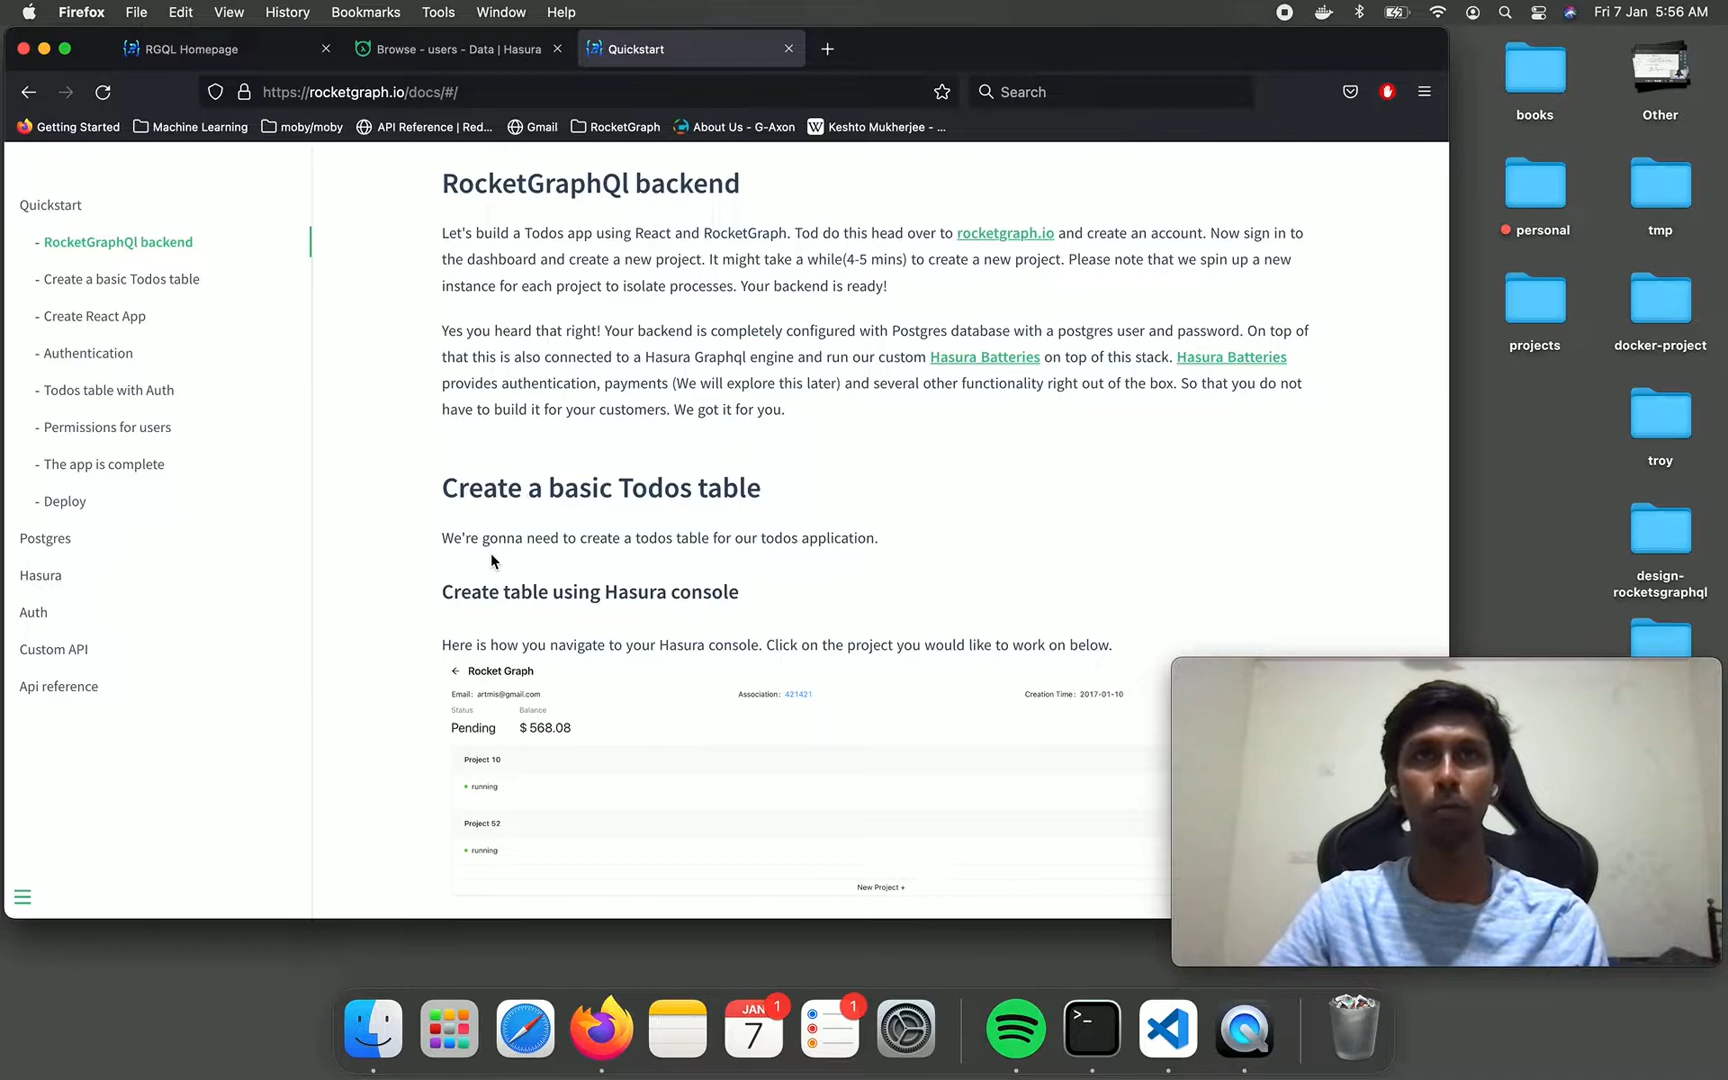 Firefox File Edit View History Bookmarks Tools Window Help Fri 7 Jan 5:56 AM
RGQL Homepage Browse - users - Data | Hasura Quickstart
https://rocketgraph.io/docs/#/ Search
Getting Started Machine Learning moby/moby API Reference | Red... Gmail RocketGraph About Us - G-Axon Keshto Mukherjee - ...
Quickstart
- RocketGraphQl backend
- Create a basic Todos table
- Create React App
- Authentication
- Todos table with Auth
- Permissions for users
- The app is complete
- Deploy
Postgres
Hasura
Auth
Custom API
Api reference
RocketGraphQl backend
Let's build a Todos app using React and RocketGraph. Tod do this head over to rocketgraph.io and create an account. Now sign in to
the dashboard and create a new project. It might take a while(4-5 mins) to create a new project. Please note that we spin up a new
instance for each project to isolate processes. Your backend is ready!
Yes you heard that right! Your backend is completely configured with Postgres database with a postgres user and password. On top of
that this is also connected to a Hasura Graphql engine and run our custom Hasura Batteries on top of this stack. Hasura Batteries
provides authentication, payments (We will explore this later) and several other functionality right out of the box. So that you do not
have to build it for your customers. We got it for you.
Create a basic Todos table
We're gonna need to create a todos table for our todos application.
Create table using Hasura console
Here is how you navigate to your Hasura console. Click on the project you would like to work on below.
Rocket Graph
Email: artmis@gmail.com Association: 421421 Creation Time: 2017-01-10
Status Balance
Pending $ 568.08
Project 10
running
Project 52
running
New Project +
books Other
personal tmp
projects docker-project
troy
design-
rocketsgraphql
JAN 7
1
1
>_